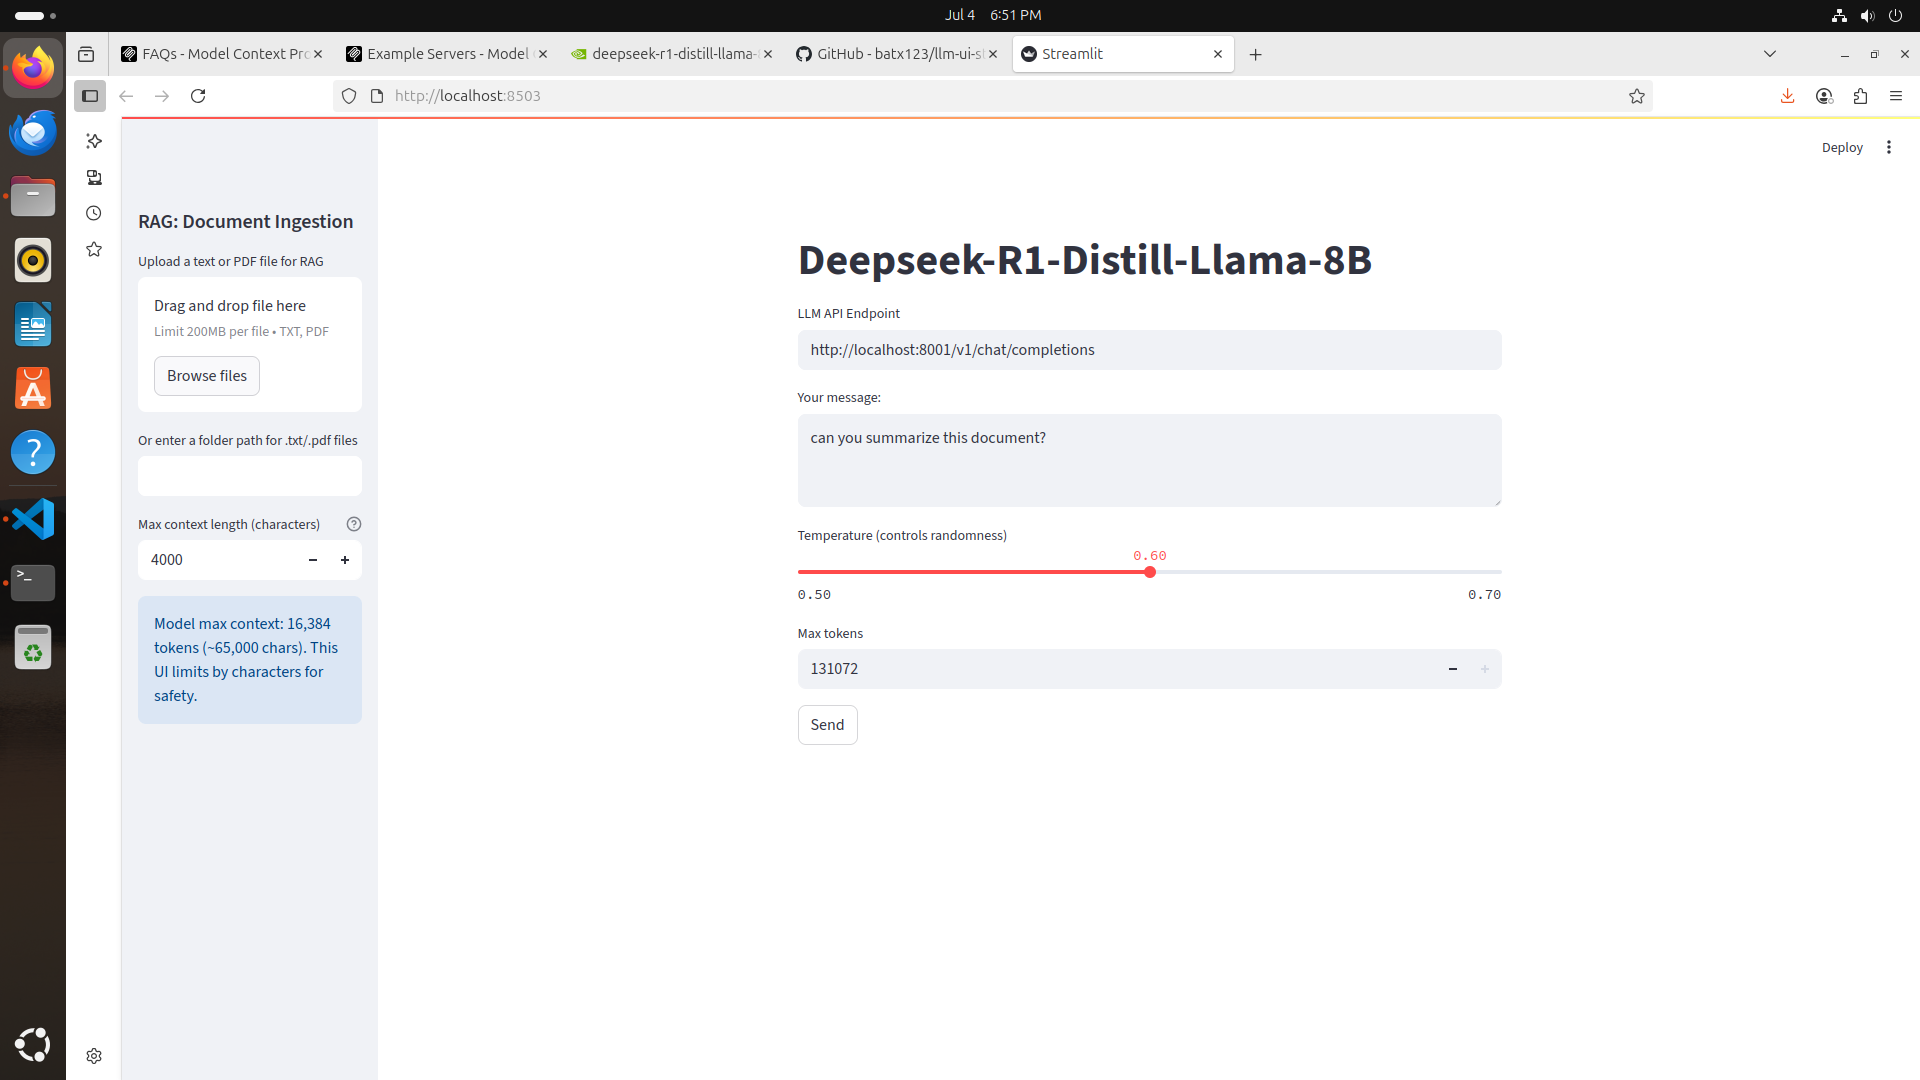 Jul 4 6:51 PM
FAQs - Model Context Pro
Example Servers - Model
deepseek-r1-distill-llama-
GitHub - batx123/llm-ui-s
Streamlit
http://localhost:8503
Deploy
RAG: Document Ingestion
Upload a text or PDF file for RAG
Drag and drop file here
Limit 200MB per file • TXT, PDF
Browse files
Or enter a folder path for .txt/.pdf files
Max context length (characters)
4000
Model max context: 16,384
tokens (~65,000 chars). This
UI limits by characters for
safety.
Deepseek-R1-Distill-Llama-8B
LLM API Endpoint
http://localhost:8001/v1/chat/completions
Your message:
can you summarize this document?
Temperature (controls randomness)
0.60
0.50 0.70
Max tokens
131072
Send